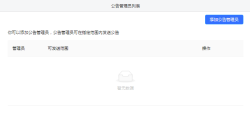 公告管理员列表
添加公告管理员
可以添加公告管理员，公告管理员可在指定范围内发送公告
管理员 可发送范围 操作
暂无数据